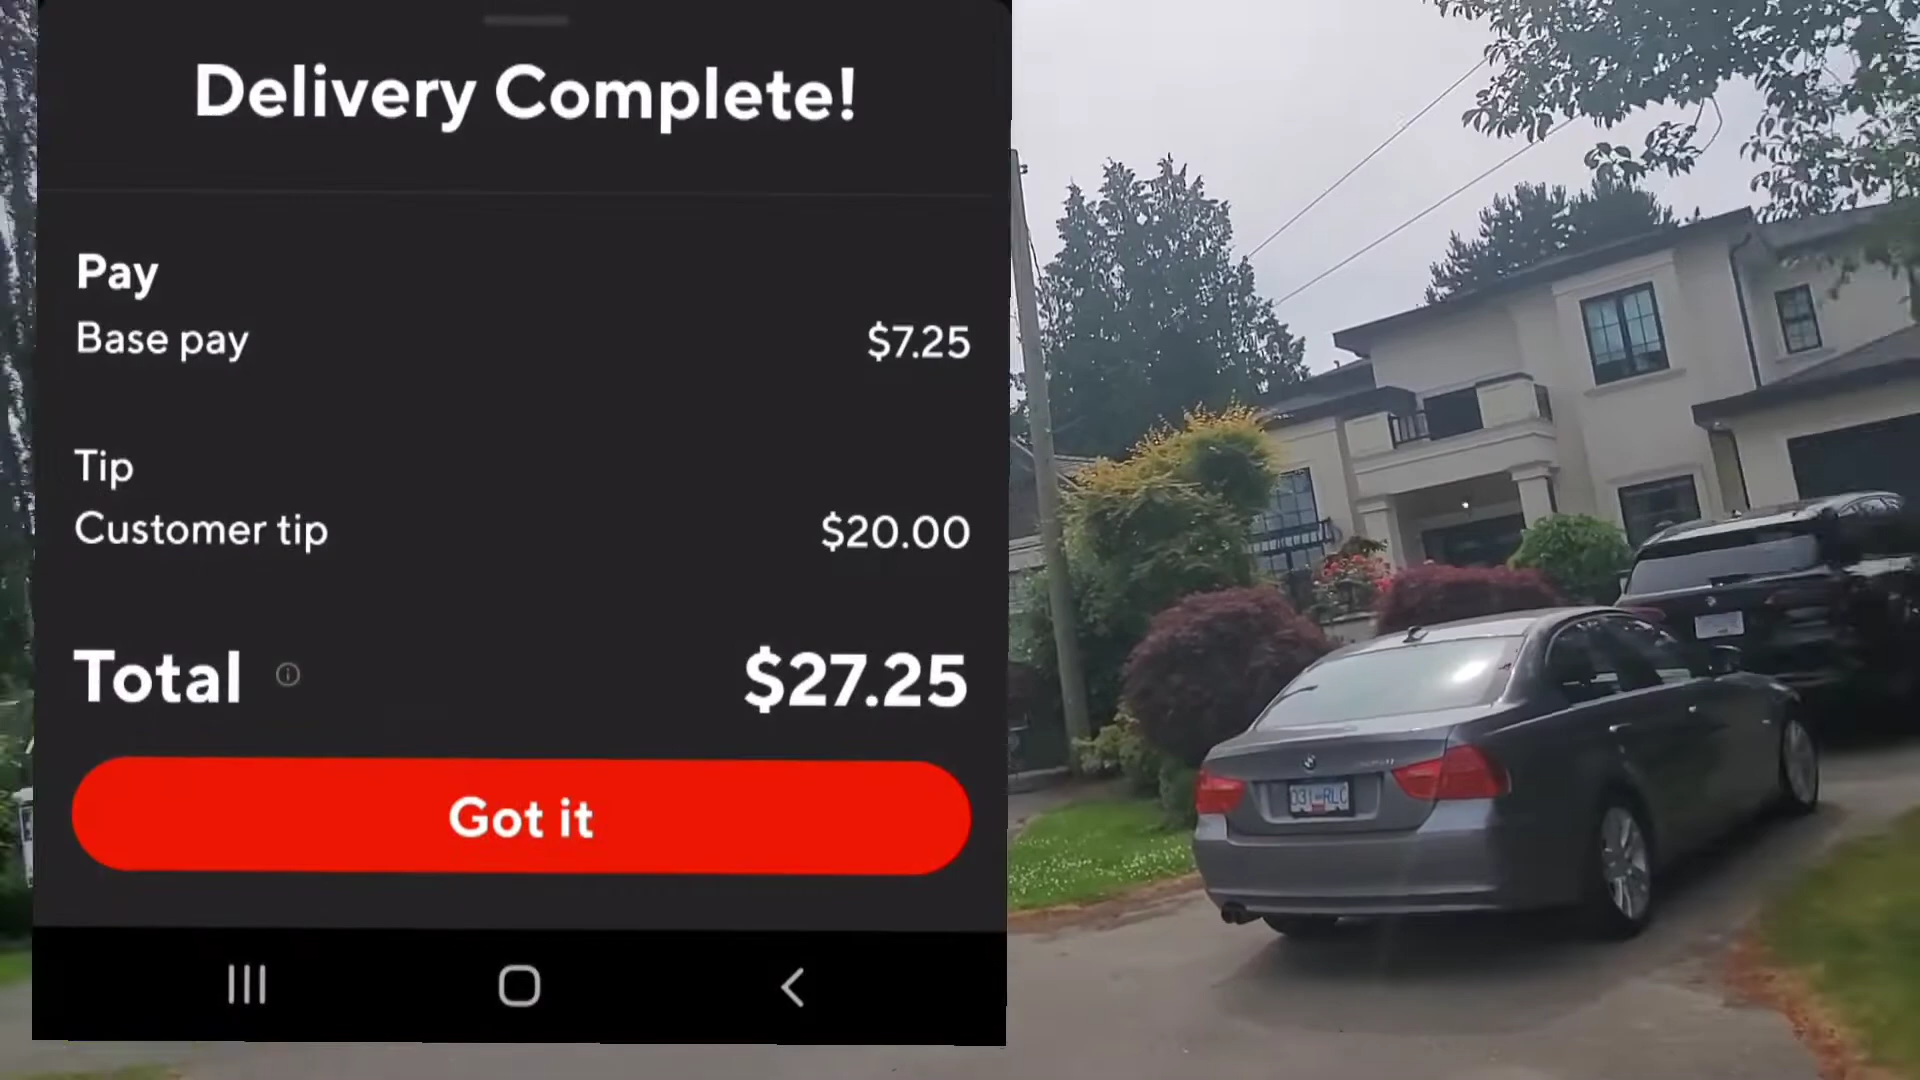 Delivery Complete!
Pay
Base pay $7.25
Tip
Customer tip $20.00
Total $27.25
Got it